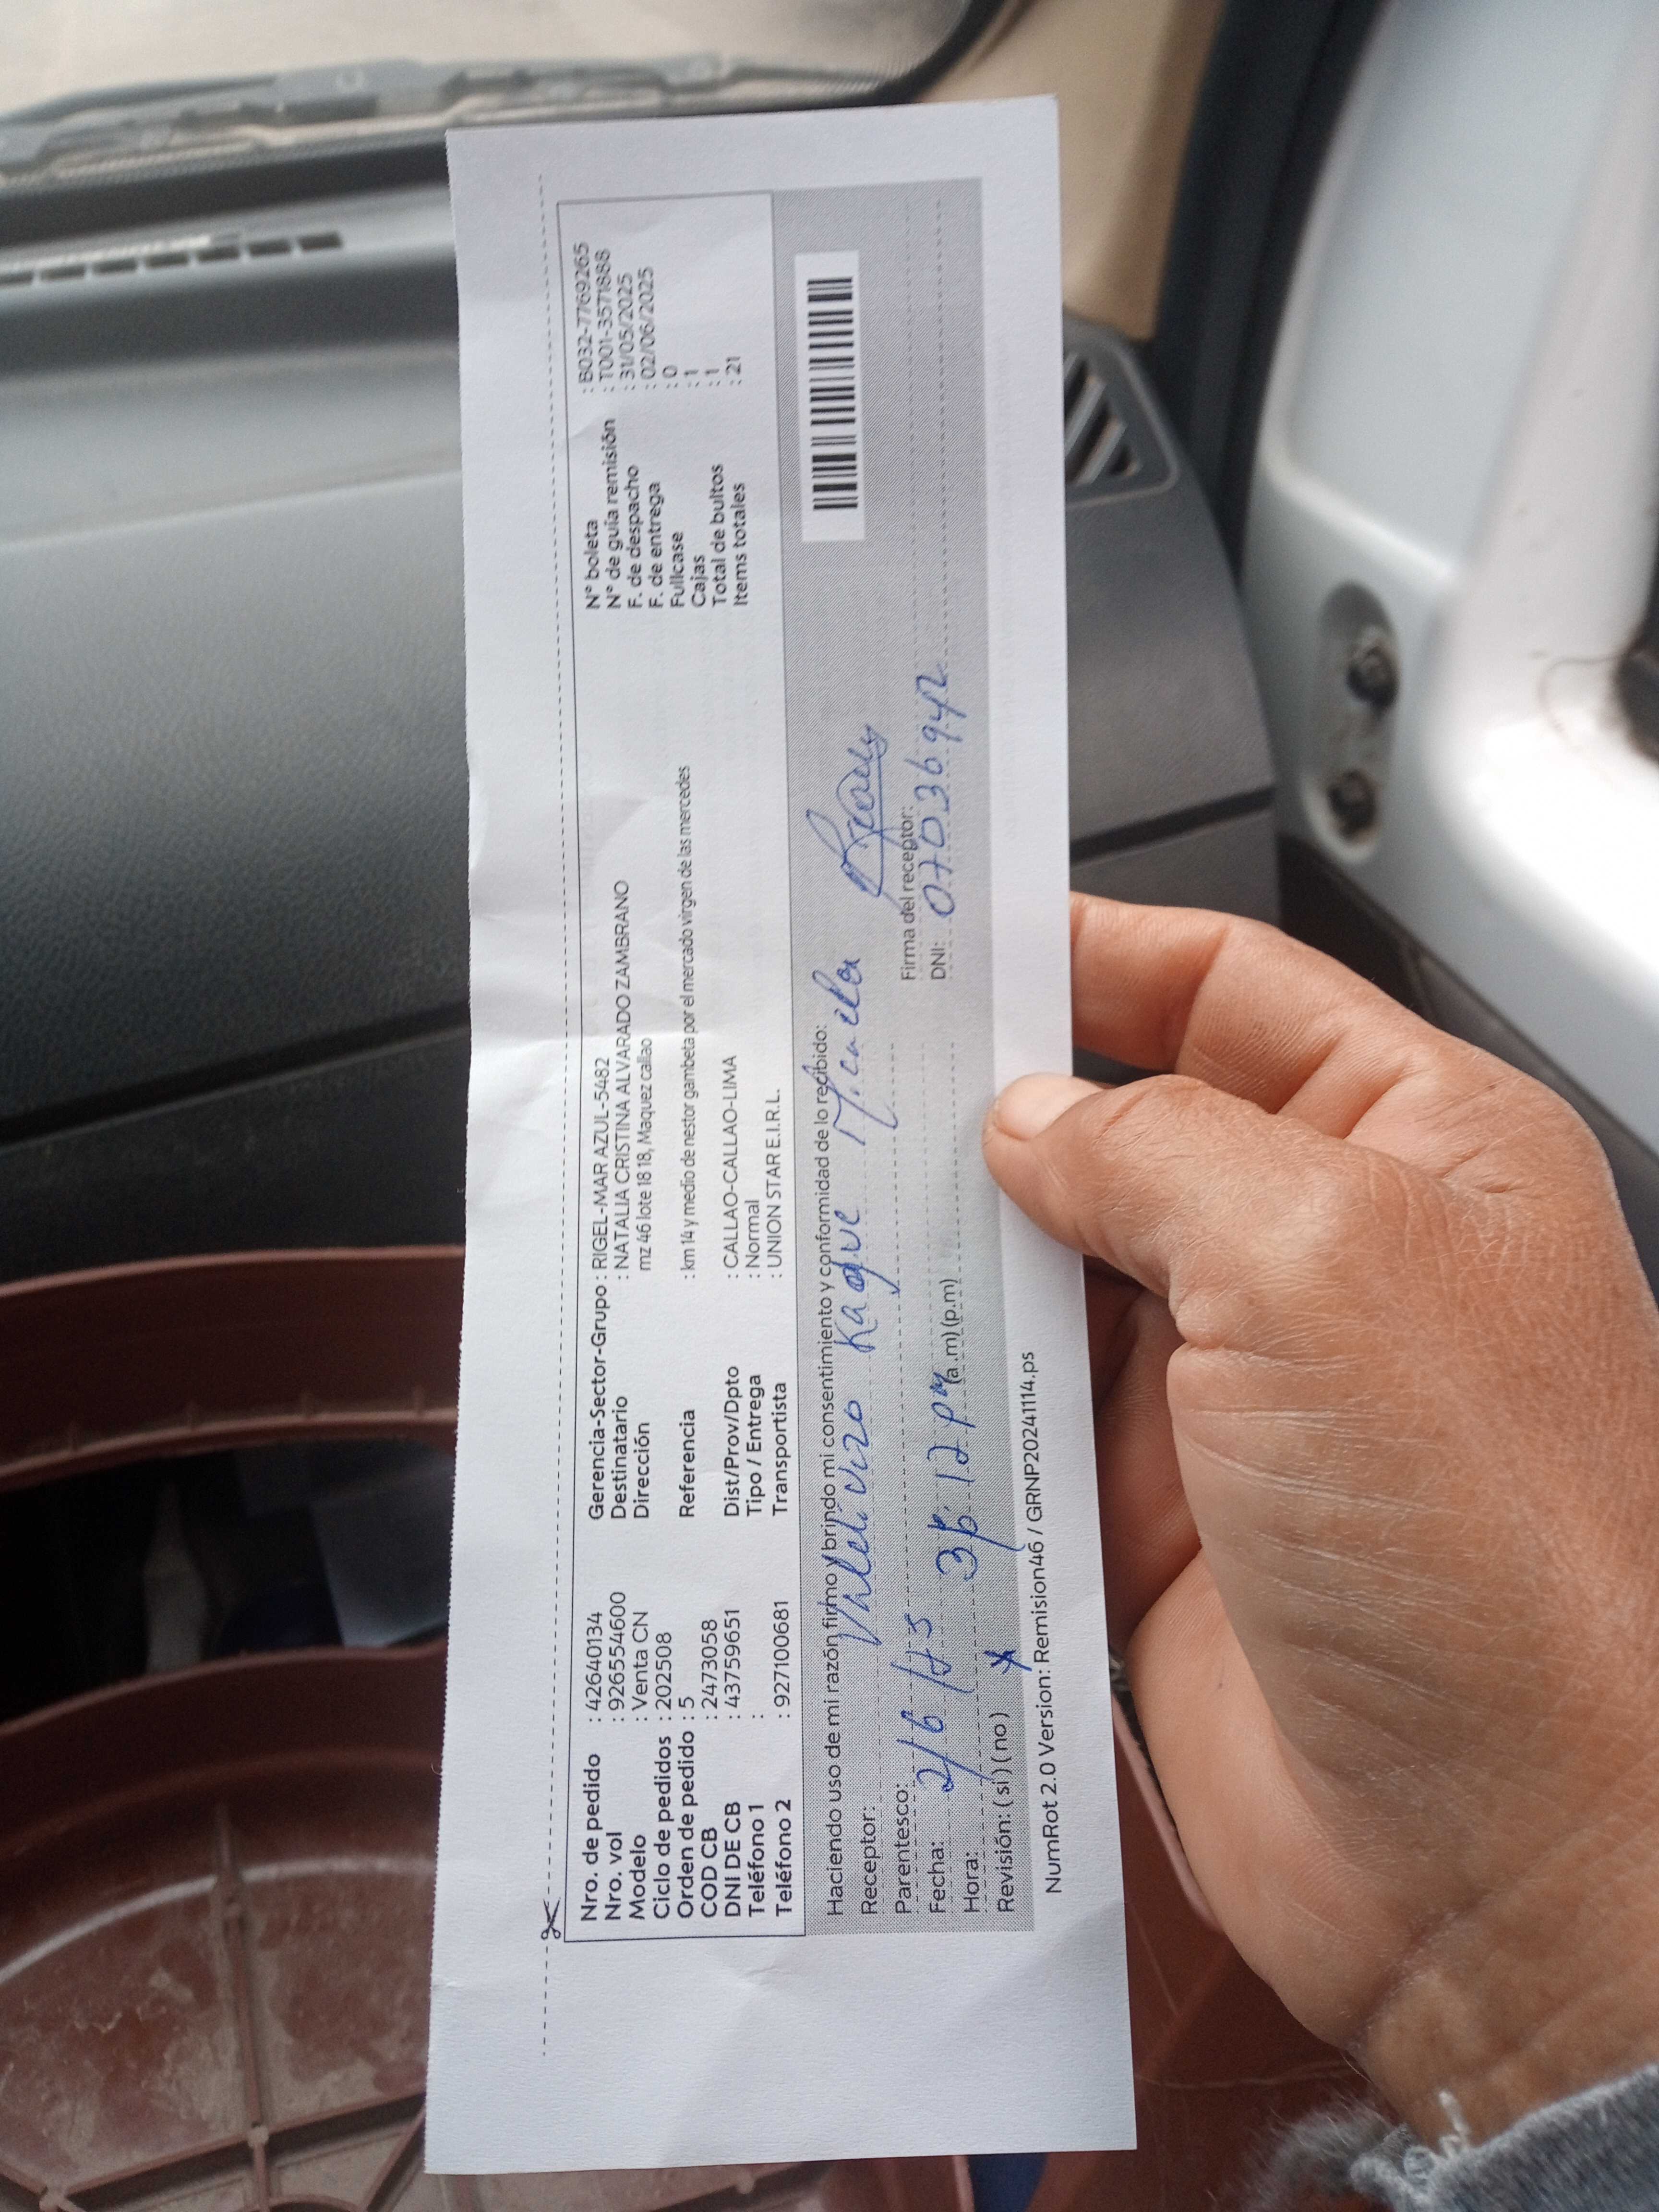 Nro. de pedido : 42640134
Nro. vol : 926554600
Modelo : Venta CN
Ciclo de pedidos : 202508
Orden de pedido : 5
COD CB : 2473058
DNI DE CB : 43759651
Teléfono 1 :
Teléfono 2 : 927100681
Gerencia-Sector-Grupo : RIGEL-MAR AZUL-5482
Destinatario : NATALIA CRISTINA ALVARADO ZAMBRANO
Dirección mz 46 lote 18 18, Maquez callao
Referencia : km 14 y medio de nestor gambeta por el mercado virgen de las mercedes
Dist/Prov/Dpto : CALLAO-CALLAO-LIMA
Tipo / Entrega : Normal
Transportista : UNION STAR E.I.R.L.
N° boleta : B032-7769265
N° de guía remisión : T001-3571888
F. de despacho : 31/05/2025
F. de entrega : 02/06/2025
Fullcase : 0
Cajas : 1
Total de bultos : 1
Items totales : 21
Haciendo uso de mi razón firmo y brindo mi consentimiento y conformidad de lo recibido:
Receptor: Kaque Micaila
Parentesco:
Fecha: 2/6/25
Hora: 3 12 pm (a.m) (p.m)
Revisión: ( si ) ( no ) x
Firma del receptor:
DNI: 07036942
NumRot 2.0 Version: Remision46 / GRNP20241114.ps